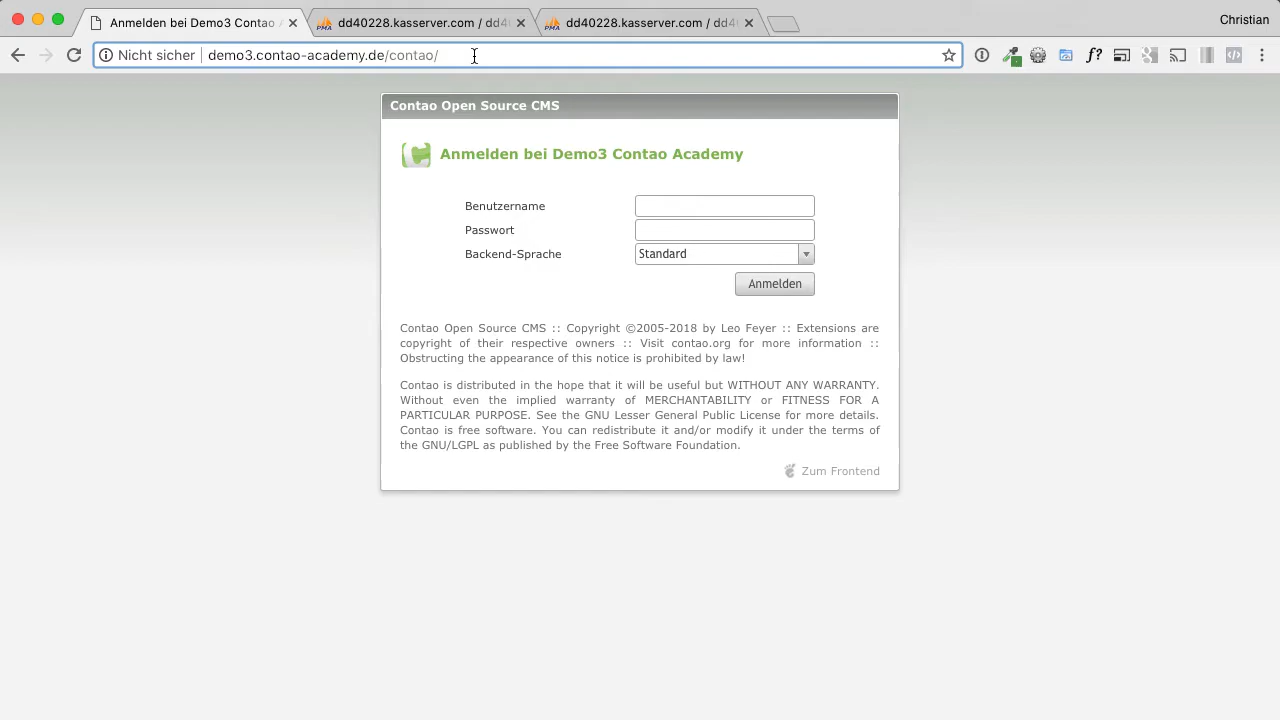 Anmelden bei Demo3 Contao
dd40228.kasserver.com / dd4
dd40228.kasserver.com / dd4
Christian
Nicht sicher | demo3.contao-academy.de/contao/
f?
Contao Open Source CMS
Anmelden bei Demo3 Contao Academy
Benutzername
Passwort
Backend-Sprache Standard
Anmelden
Contao Open Source CMS :: Copyright ©2005-2018 by Leo Feyer :: Extensions are
copyright of their respective owners :: Visit contao.org for more information ::
Obstructing the appearance of this notice is prohibited by law!
Contao is distributed in the hope that it will be useful but WITHOUT ANY WARRANTY.
Without even the implied warranty of MERCHANTABILITY or FITNESS FOR A
PARTICULAR PURPOSE. See the GNU Lesser General Public License for more details.
Contao is free software. You can redistribute it and/or modify it under the terms of
the GNU/LGPL as published by the Free Software Foundation.
Zum Frontend